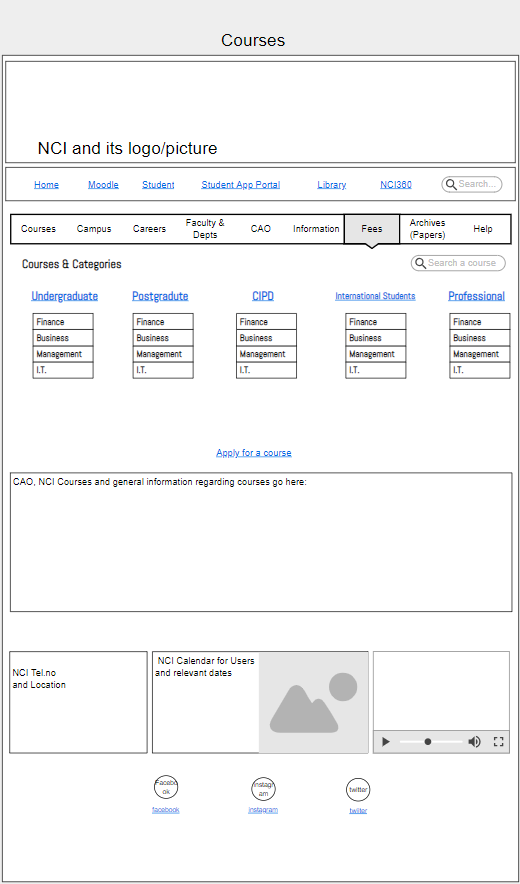 Courses
NCI and its logo/picture
Home Moodle Student Student App Portal Library NCI360 Search...
Courses Campus Careers Faculty & Depts CAO Information Fees Archives (Papers) Help
Courses & Categories Search a course
Undergraduate Postgradute CIPD International Students Professional
Finance Finance Finance Finance Finance
Business Business Business Business Business
Management Management Management Management Management
I.T. I.T. I.T. I.T. I.T.
Apply for a course
CAO, NCI Courses and general information regarding courses go here:
NCI Tel.no
and Location
NCI Calendar for Users
and relevant dates
Facebo
ok
Instagr
am
twitter
facebook instagram twitter